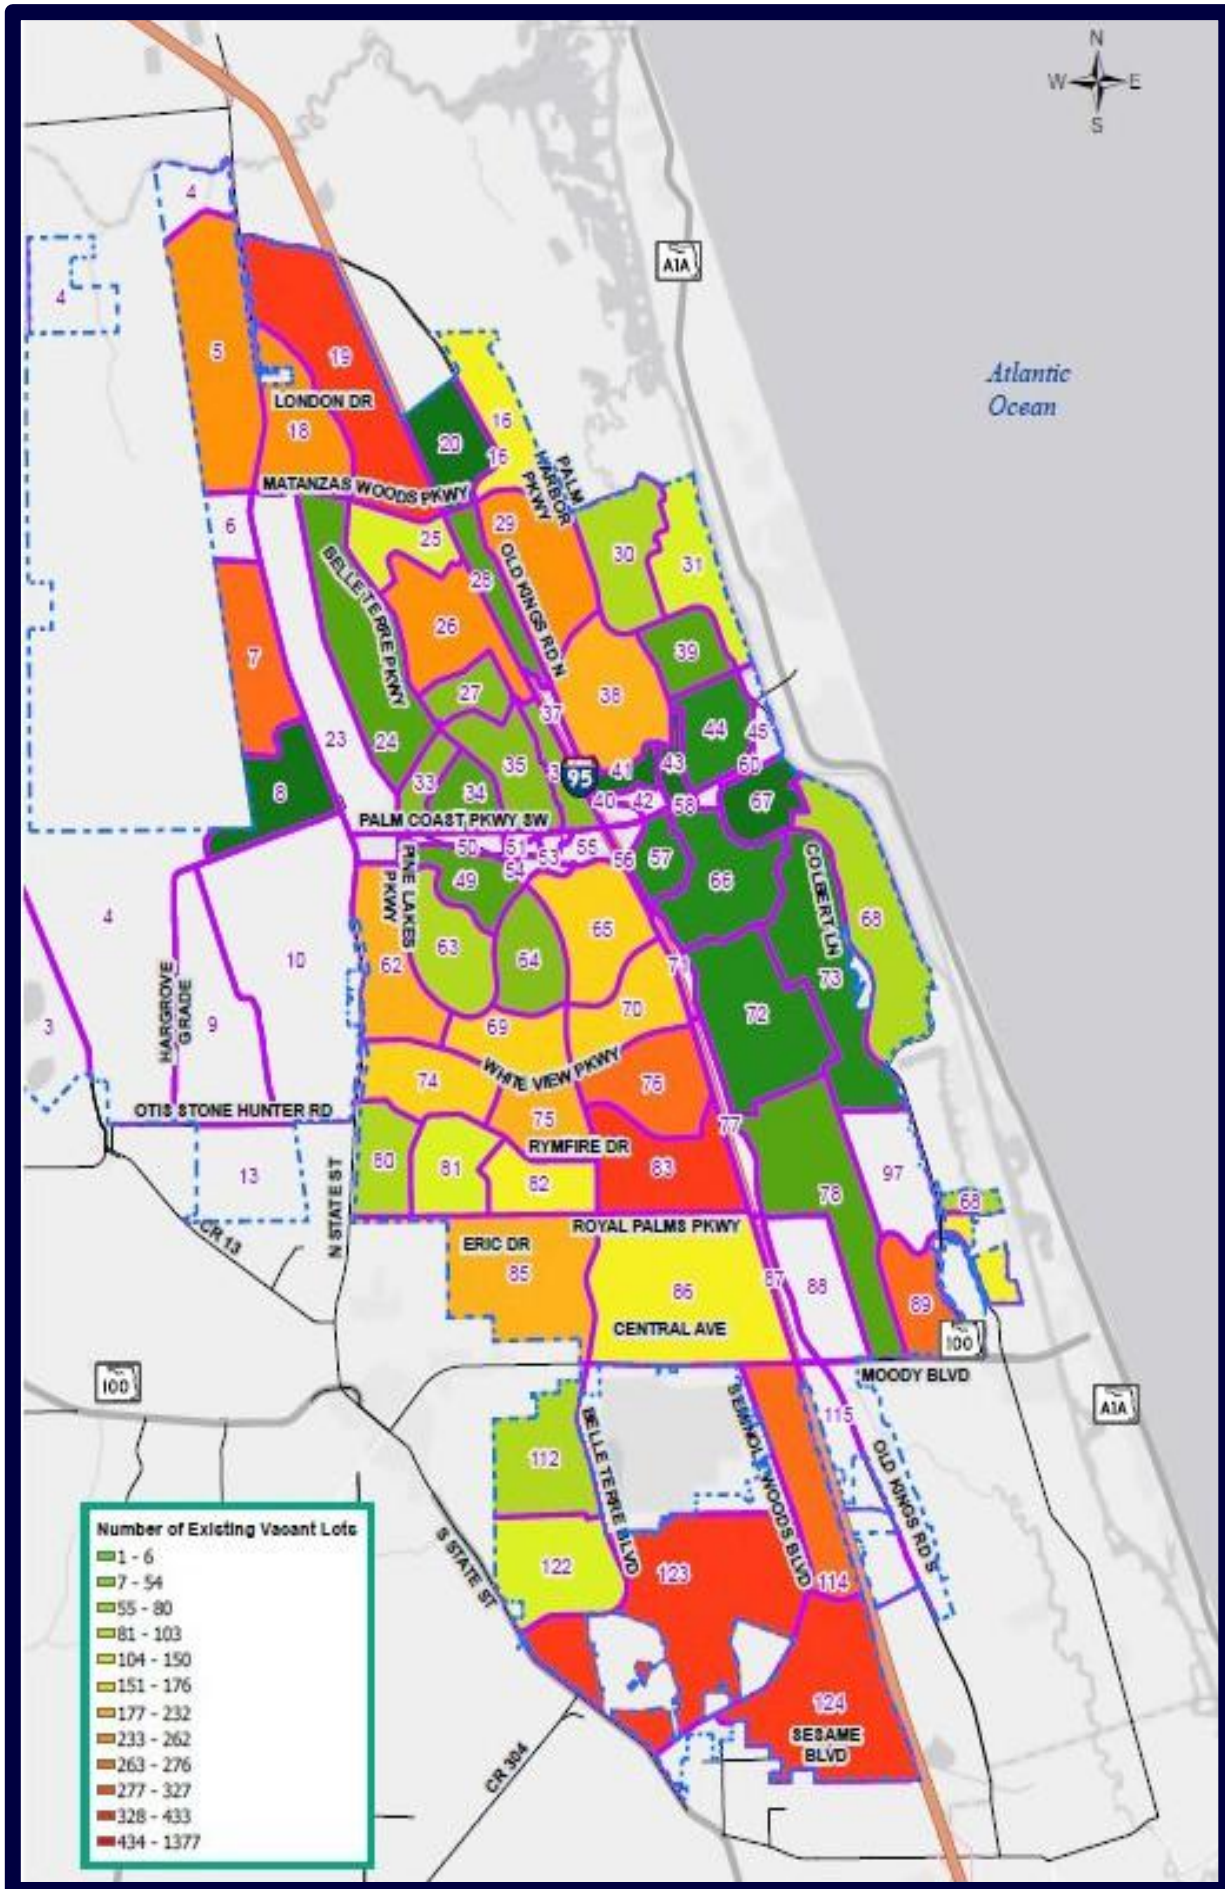 N
W E
S
4
A1A
4
5
19
Atlantic
Ocean
LONDON DR
18
16
20
16
PALM
HARBOR
PKWY
MATANZAS WOODS PKWY
6
29
25
30
31
28
BELLE TERRE PKWY
OLD KINGS RD N
26
7
39
27
38
37
44
45
23
24
35
43
60
33
41
95
8
34
40
42
58
67
PALM COAST PKWY SW
50
51
53
55
56
57
54
49
PINE LAKES
PKWY
66
COLBERT LN
4
68
63
65
10
62
64
71
73
HARGROVE
GRADE
3
9
70
72
69
WHITE VIEW PKWY
74
76
OTIS STONE HUNTER RD
75
77
RYMFIRE DR
80
81
83
97
13
82
78
68
N STATE ST
CR 13
ROYAL PALMS PKWY
ERIC DR
85
87
88
86
89
CENTRAL AVE
100
100
MOODY BLVD
A1A
115
BELLE TERRE BLVD
SEMINOLE WOODS BLVD
112
OLD KINGS RD S
Number of Existing Vacant Lots
1 - 6
7 - 54
55 - 80
81 - 103
104 - 150
151 - 176
177 - 232
233 - 262
263 - 276
277 - 327
328 - 433
434 - 1377
S STATE ST
122
123
114
124
SESAME
BLVD
CR 304